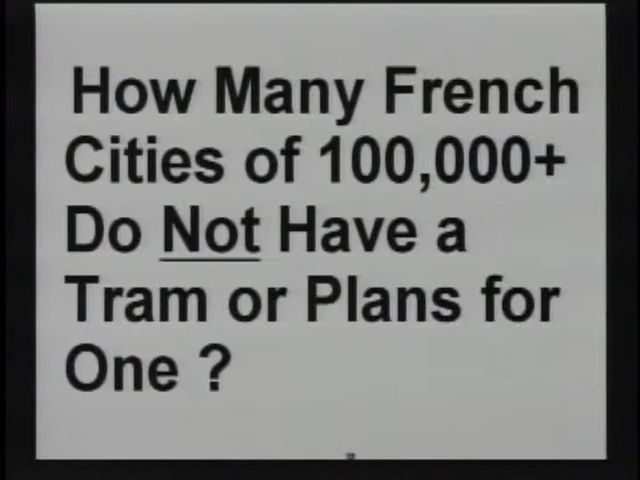 How Many French
Cities of 100,000+
Do Not Have a
Tram or Plans for
One ?